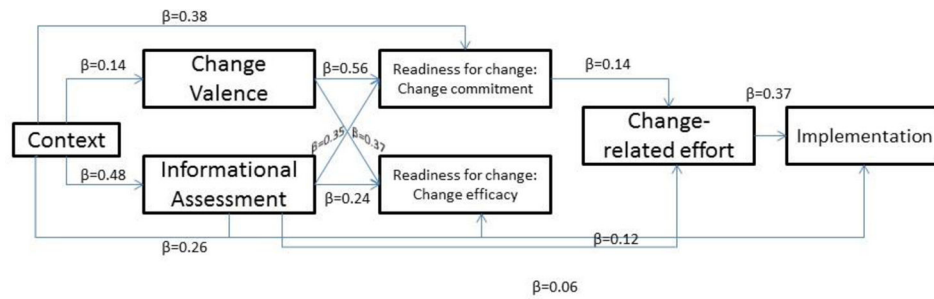 β=0.38
β=0.14
Change
Valence
β=0.56
Readiness for change:
Change commitment
β=0.14
β=0.37
Context
β=0.35
β=0.37
Change-
related effort
Implementation
β=0.48
Informational
Assessment
β=0.24
Readiness for change:
Change efficacy
β=0.26
β=0.12
β=0.06